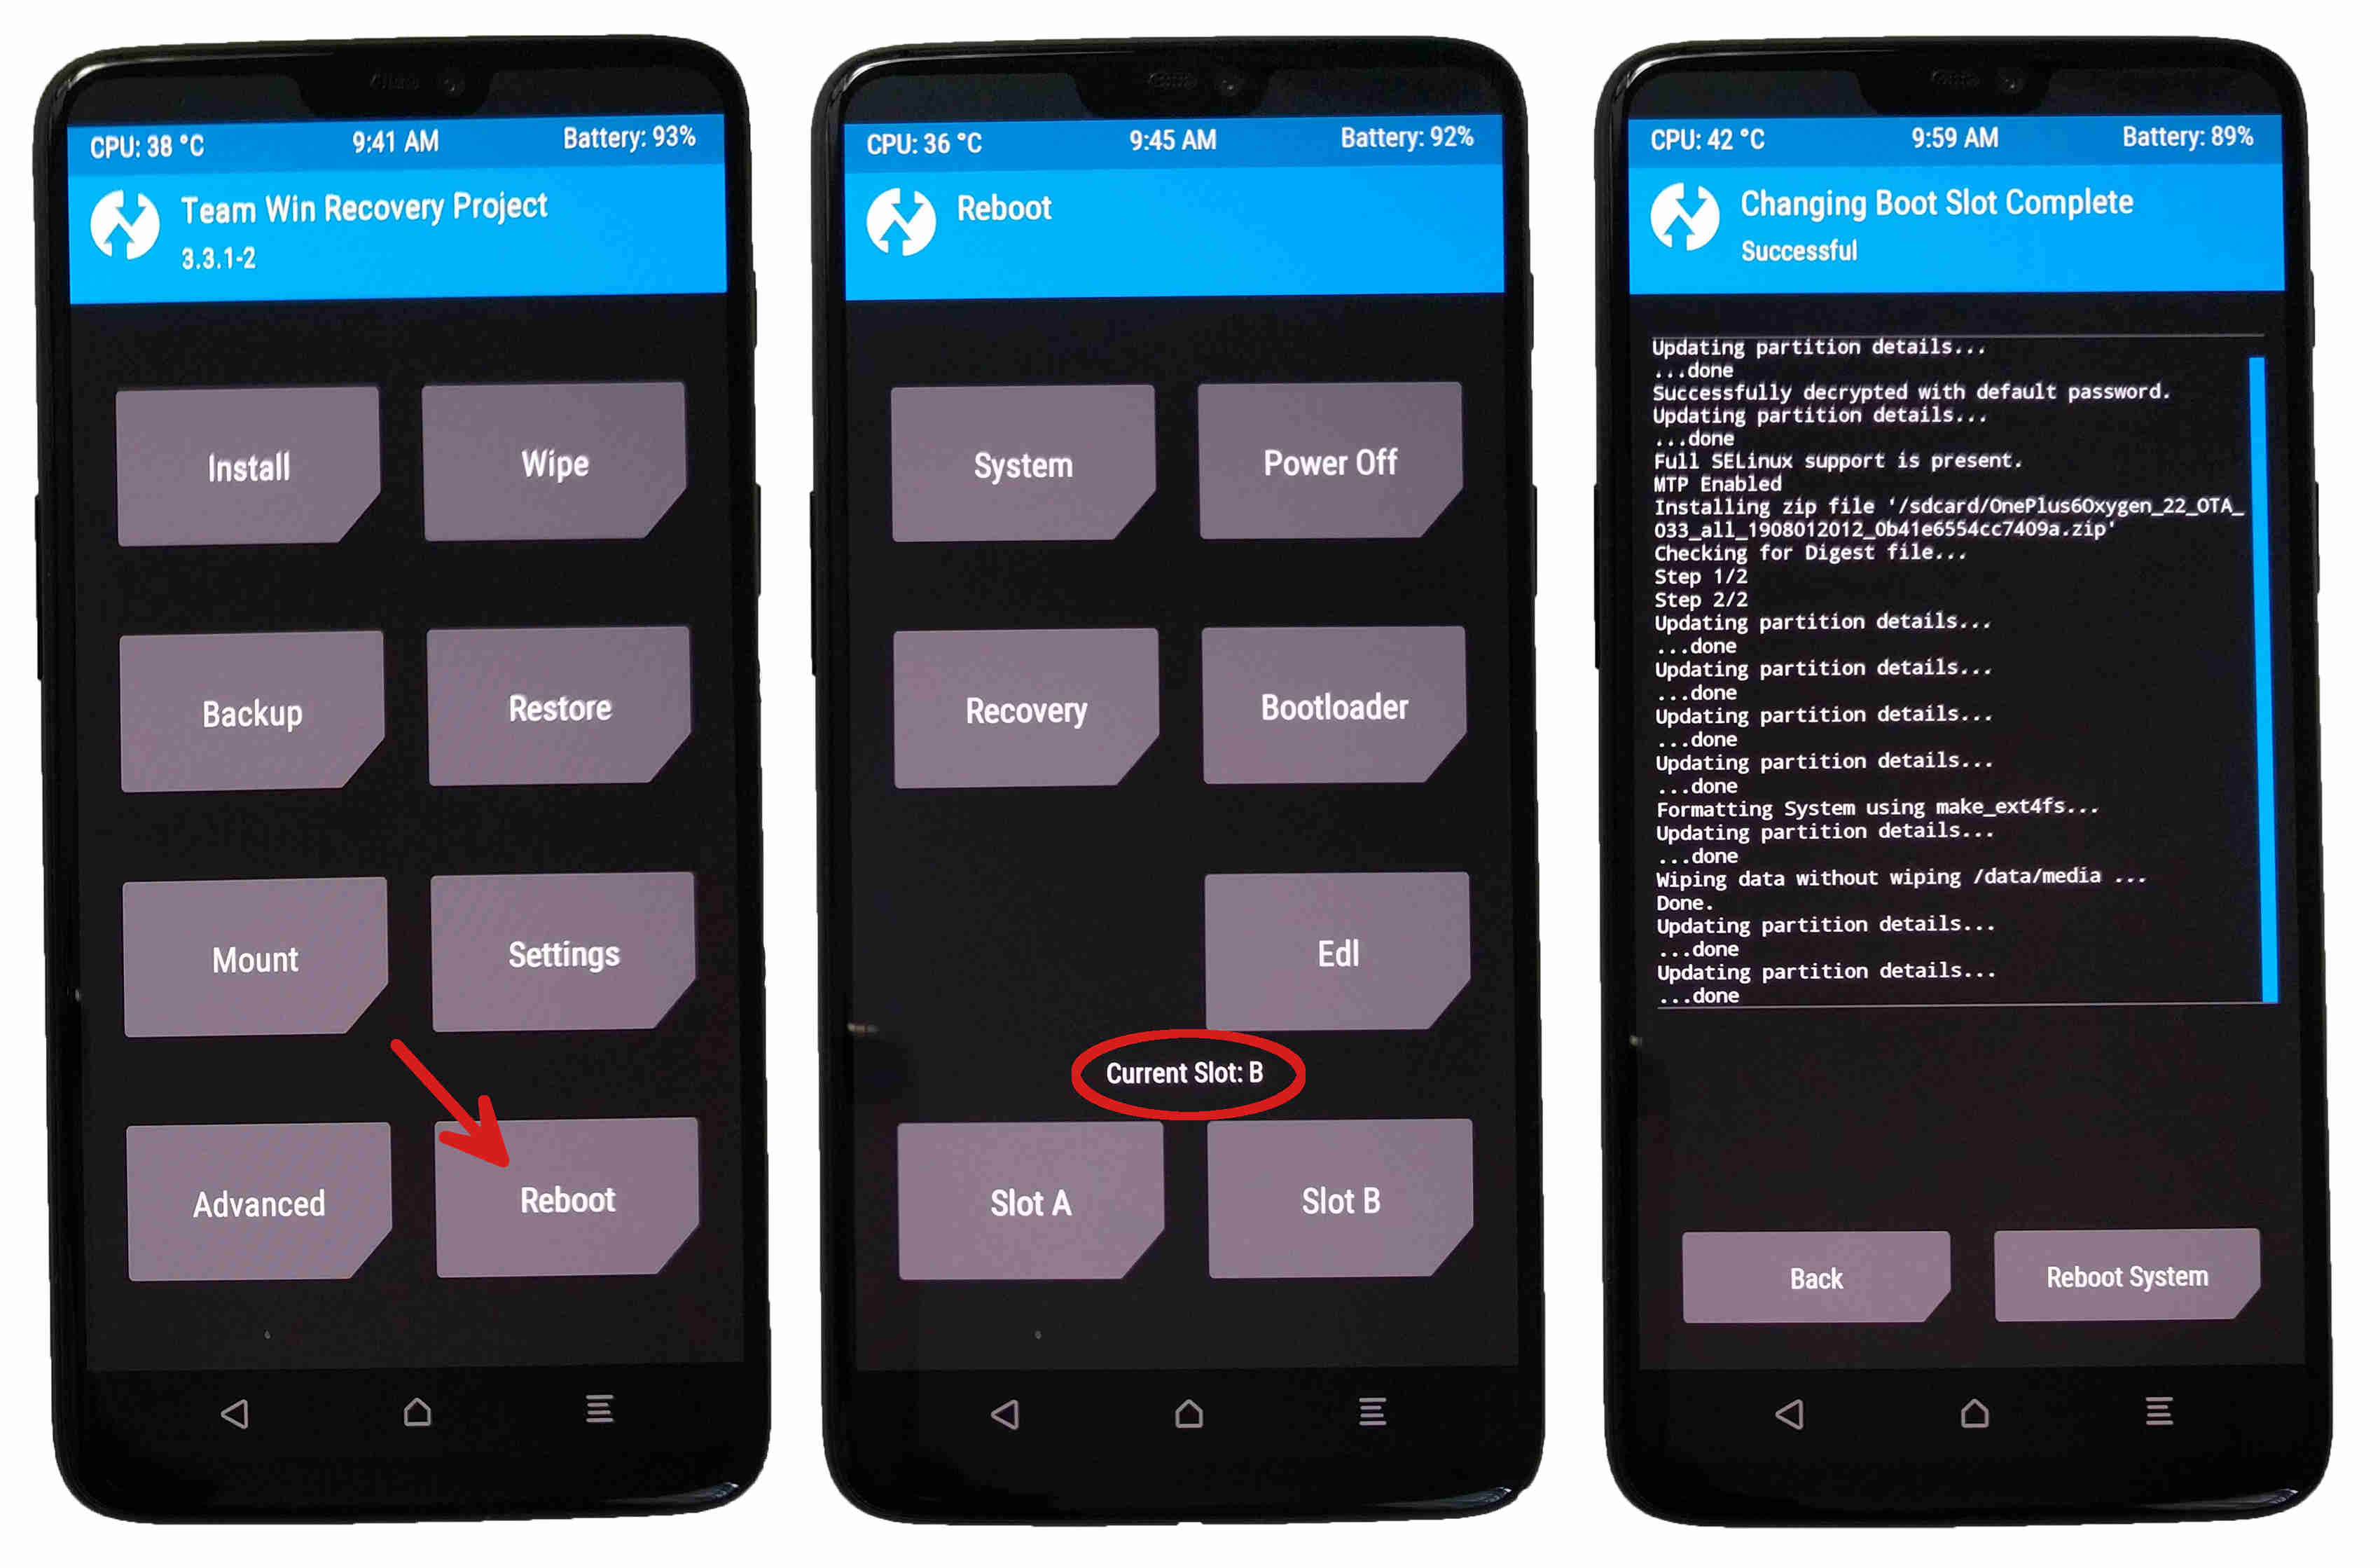 CPU: 38 °C 9:41 AM Battery: 93%
Team Win Recovery Project
3.3.1-2
Install Wipe
Backup Restore
Mount Settings
Advanced Reboot
CPU: 36 °C 9:45 AM Battery: 92%
Reboot
System Power Off
Recovery Bootloader
Edl
Current Slot: B
Slot A Slot B
CPU: 42 °C 9:59 AM Battery: 89%
Changing Boot Slot Complete
Successful
Updating partition details...
...done
Successfully decrypted with default password.
Updating partition details...
...done
Full SELinux support is present.
MTP Enabled
Installing zip file '/sdcard/OnePlus6Oxygen_22_OTA_
033_all_1908012012_0b41e6554cc7409a.zip'
Checking for Digest file...
Step 1/2
Step 2/2
Updating partition details...
...done
Updating partition details...
...done
Updating partition details...
...done
Updating partition details...
...done
Formatting System using make_ext4fs...
Updating partition details...
...done
Wiping data without wiping /data/media ...
Done.
Updating partition details...
...done
Updating partition details...
...done
Back Reboot System